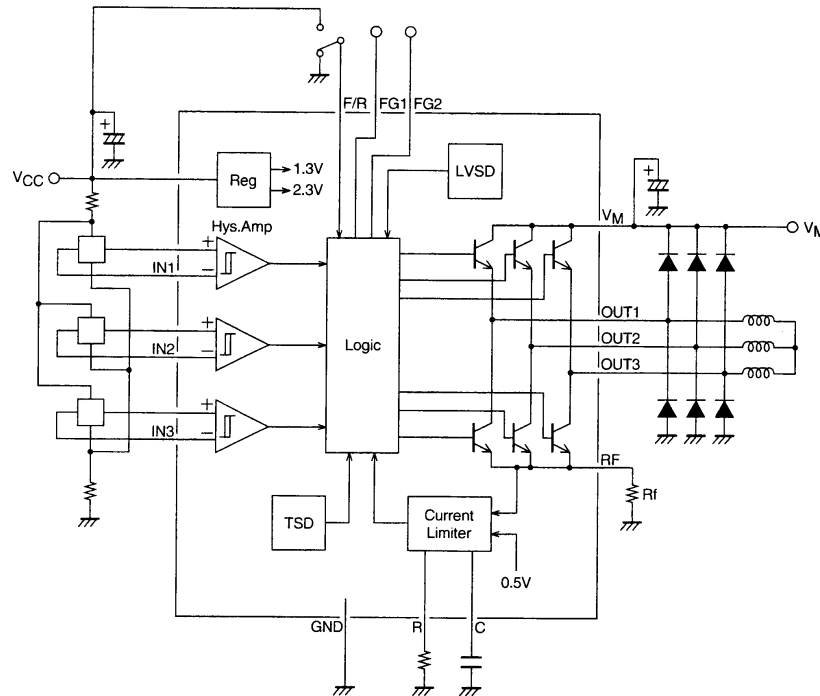 F/R FG1 FG2
+
+
VCC
Reg
1.3V
2.3V
LVSD
VM
VM
Hys.Amp
+
−
IN1
OUT1
+
−
IN2
Logic
OUT2
OUT3
+
−
IN3
RF
Rf
TSD
Current
Limiter
0.5V
GND
R
C